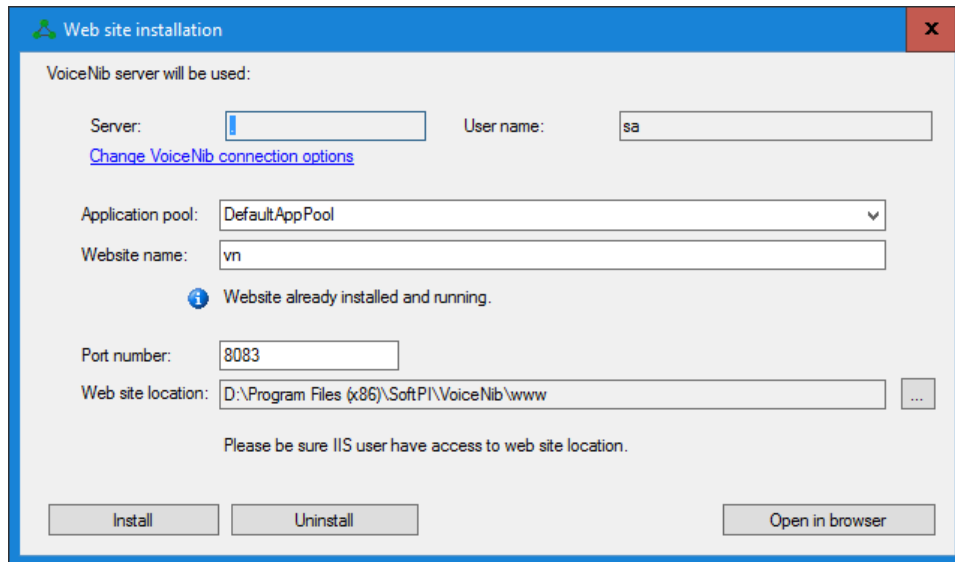 Web site installation
x
VoiceNib server will be used:
Server: . User name: sa
Change VoiceNib connection options
Application pool: DefaultAppPool
Website name: vn
Website already installed and running.
Port number: 8083
Web site location: D:\Program Files (x86)\SoftPI\VoiceNib\www ...
Please be sure IIS user have access to web site location.
Install Uninstall Open in browser